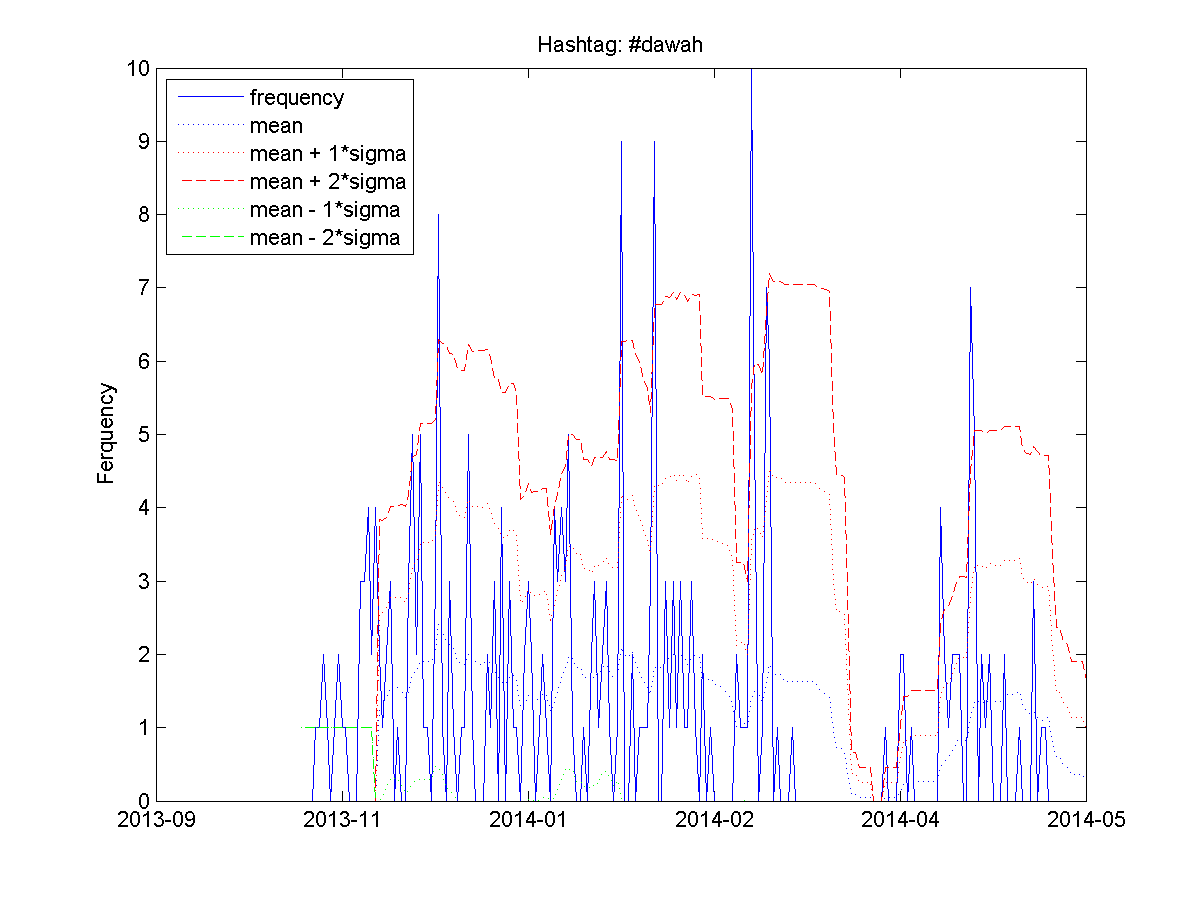 Hashtag: #dawah
10
9
8
7
6
5
4
3
2
1
0
Ferquency
frequency
mean
mean + 1*sigma
mean + 2*sigma
mean - 1*sigma
mean - 2*sigma
2013-09 2013-11 2014-01 2014-02 2014-04 2014-05